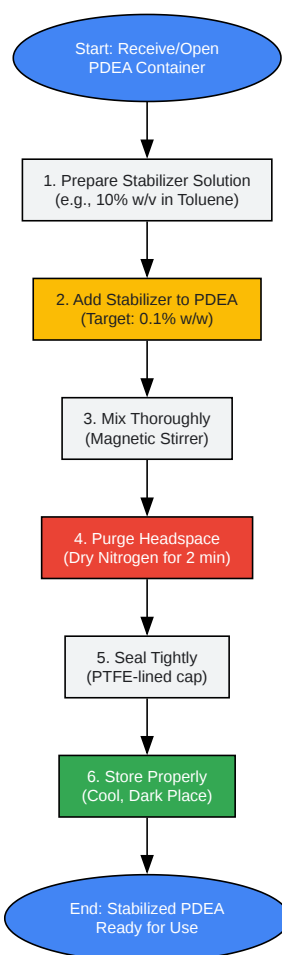 Start: Receive/Open
PDEA Container
1. Prepare Stabilizer Solution
(e.g., 10% w/v in Toluene)
2. Add Stabilizer to PDEA
(Target: 0.1% w/w)
3. Mix Thoroughly
(Magnetic Stirrer)
4. Purge Headspace
(Dry Nitrogen for 2 min)
5. Seal Tightly
(PTFE-lined cap)
6. Store Properly
(Cool, Dark Place)
End: Stabilized PDEA
Ready for Use